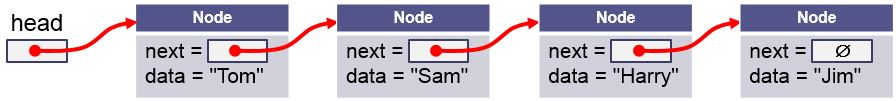 head
Node
next =
data = "Tom"
Node
next =
data = "Sam"
Node
next =
data = "Harry"
Node
next = ∅
data = "Jim"